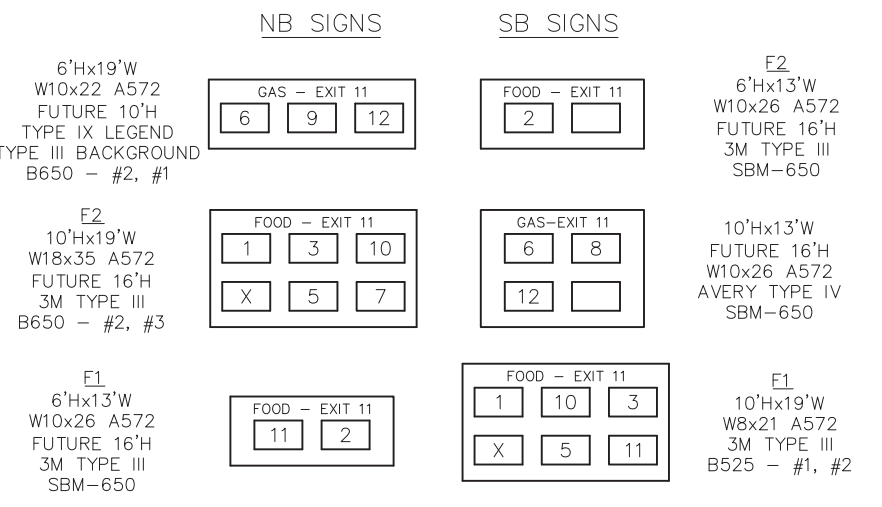 NB SIGNS
SB SIGNS
6'Hx19'W
W10x22 A572
FUTURE 10'H
TYPE IX LEGEND
TYPE III BACKGROUND
B650 – #2, #1
GAS – EXIT 11
6 9 12
FOOD – EXIT 11
2
F2
6'Hx13'W
W10x26 A572
FUTURE 16'H
3M TYPE III
SBM–650
F2
10'Hx19'W
W18x35 A572
FUTURE 16'H
3M TYPE III
B650 – #2, #3
FOOD – EXIT 11
1 3 10
X 5 7
GAS–EXIT 11
6 8
12
10'Hx13'W
FUTURE 16'H
W10x26 A572
AVERY TYPE IV
SBM–650
F1
6'Hx13'W
W10x26 A572
FUTURE 16'H
3M TYPE III
SBM–650
FOOD – EXIT 11
11 2
FOOD – EXIT 11
1 10 3
X 5 11
F1
10'Hx19'W
W8x21 A572
3M TYPE III
B525 – #1, #2